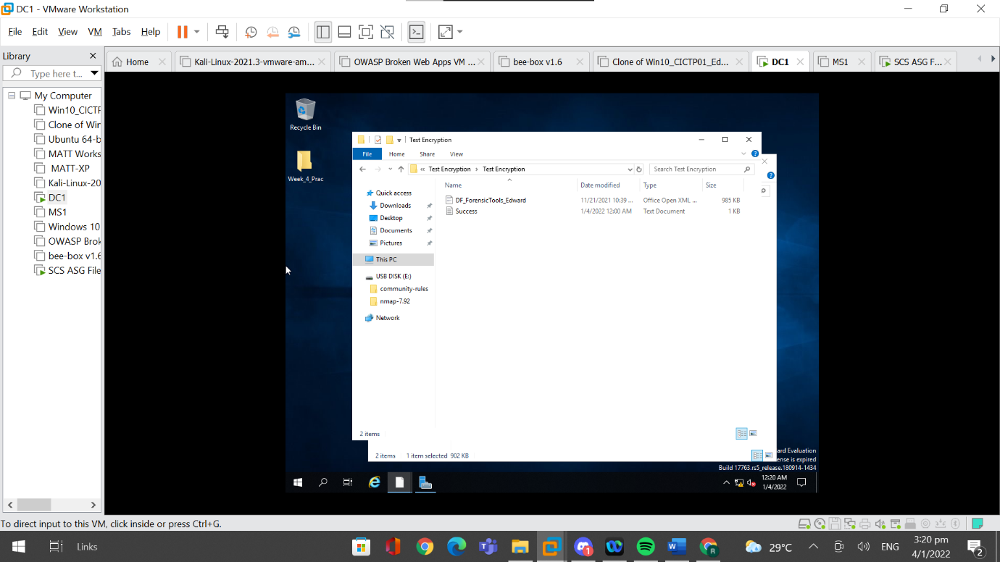 DC1 - VMware Workstation
File Edit View VM Tabs Help
Library
Type here t...
Home
Kali-Linux-2021.3-vmware-am...
OWASP Broken Web Apps VM ...
bee-box v1.6
Clone of Win10_CICTP01_Ed...
DC1
MS1
SCS ASG F...
My Computer
Win10_CICTP
Clone of Win
Ubuntu 64-b
MATT Works
MATT-XP
Kali-Linux-20
DC1
MS1
Windows 10
OWASP Brok
bee-box v1.6
SCS ASG File
Recycle Bin
Week_4_Prac
Test Encryption
File Home Share View
« Test Encryption > Test Encryption
Search Test Encryption
Name Date modified Type Size
DF_ForensicTools_Edward 11/21/2021 10:39 ... Office Open XML ... 985 KB
Success 1/4/2022 12:00 AM Text Document 1 KB
Quick access
Downloads
Desktop
Documents
Pictures
This PC
USB DISK (E:)
community-rules
nmap-7.92
Network
2 items
2 items 1 item selected 902 KB
ard Evaluation
ense is expired
Build 17763.rs5_release.180914-1434
12:20 AM
1/4/2022
To direct input to this VM, click inside or press Ctrl+G.
Links
1
29°C
ENG
3:20 pm
4/1/2022
2